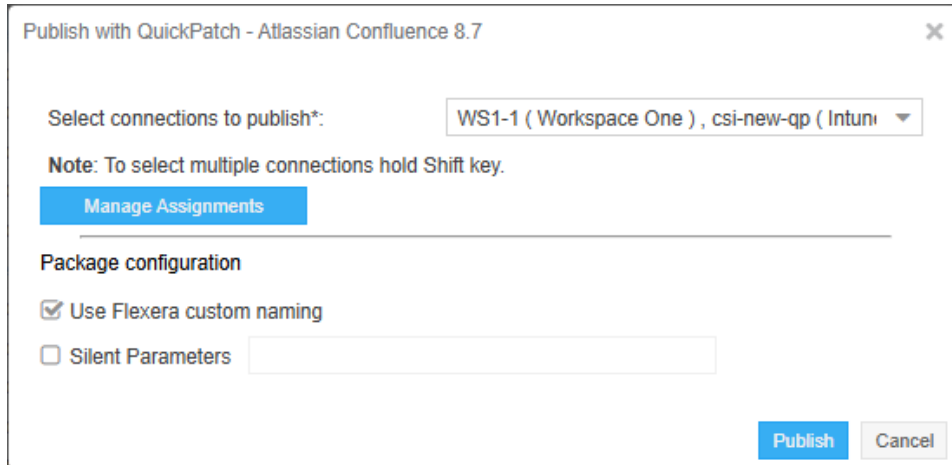 Publish with QuickPatch - Atlassian Confluence 8.7
Select connections to publish*: WS1-1 ( Workspace One ) , csi-new-qp ( Intun
Note: To select multiple connections hold Shift key.
Manage Assignments
Package configuration
Use Flexera custom naming
Silent Parameters
Publish Cancel